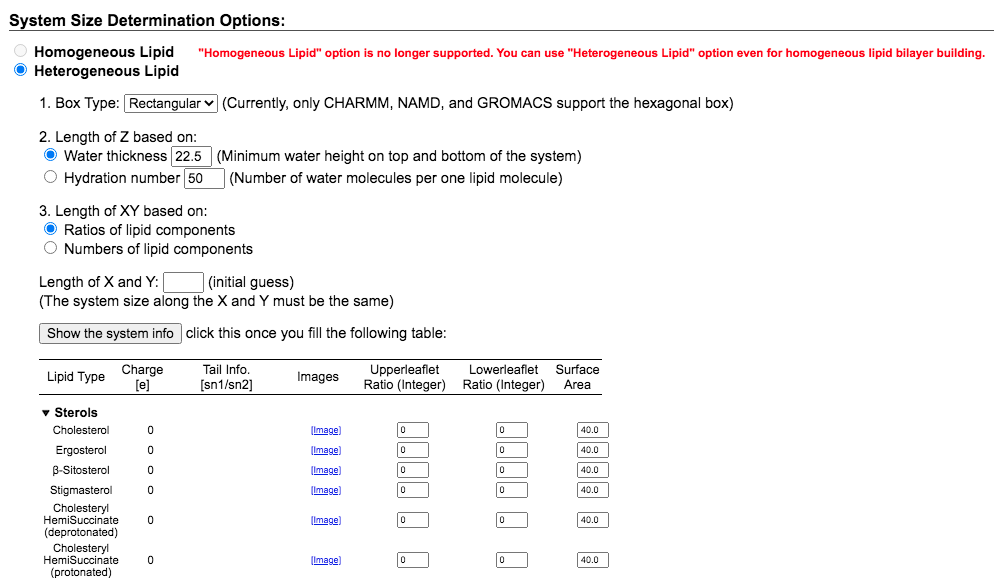 System Size Determination Options:
Homogeneous Lipid "Homogeneous Lipid" option is no longer supported. You can use "Heterogeneous Lipid" option even for homogeneous lipid bilayer building.
Heterogeneous Lipid
1. Box Type: Rectangular (Currently, only CHARMM, NAMD, and GROMACS support the hexagonal box)
2. Length of Z based on:
Water thickness 22.5 (Minimum water height on top and bottom of the system)
Hydration number 50 (Number of water molecules per one lipid molecule)
3. Length of XY based on:
Ratios of lipid components
Numbers of lipid components
Length of X and Y: (initial guess)
(The system size along the X and Y must be the same)
Show the system info click this once you fill the following table:
Lipid Type Charge [e] Tail Info. [sn1/sn2] Images Upperleaflet Ratio (Integer) Lowerleaflet Ratio (Integer) Surface Area
▼ Sterols
Cholesterol 0 [Image] 0 0 40.0
Ergosterol 0 [Image] 0 0 40.0
β-Sitosterol 0 [Image] 0 0 40.0
Stigmasterol 0 [Image] 0 0 40.0
Cholesteryl
HemiSuccinate 0 [Image] 0 0 40.0
(deprotonated)
Cholesteryl
HemiSuccinate 0 [Image] 0 0 40.0
(protonated)